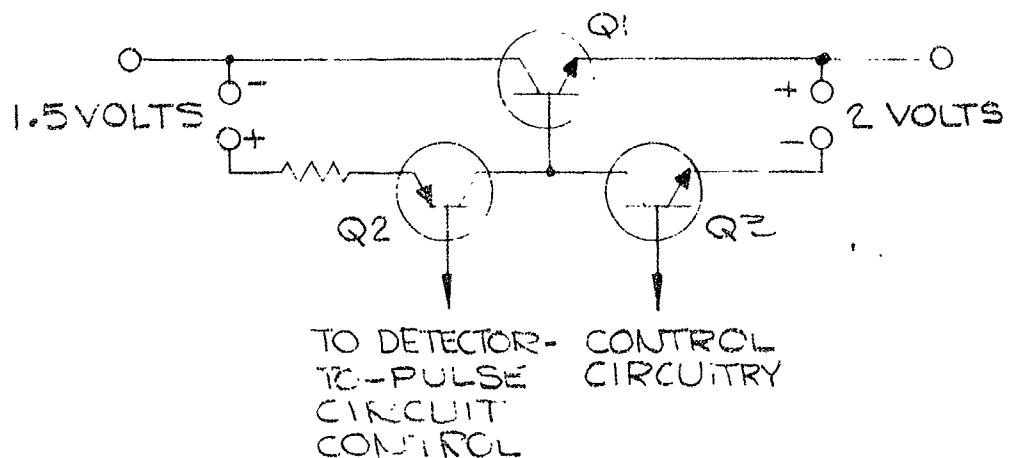 Q1
- +
1.5 VOLTS 2 VOLTS
+ -
Q2 Q3
TO DETECTOR- CONTROL
TO-PULSE CIRCUITRY
CIRCUIT
CONTROL